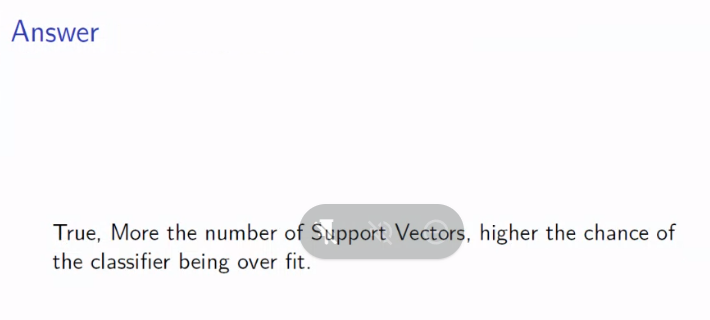 Answer
True, More the number of Support Vectors, higher the chance of
the classifier being over fit.